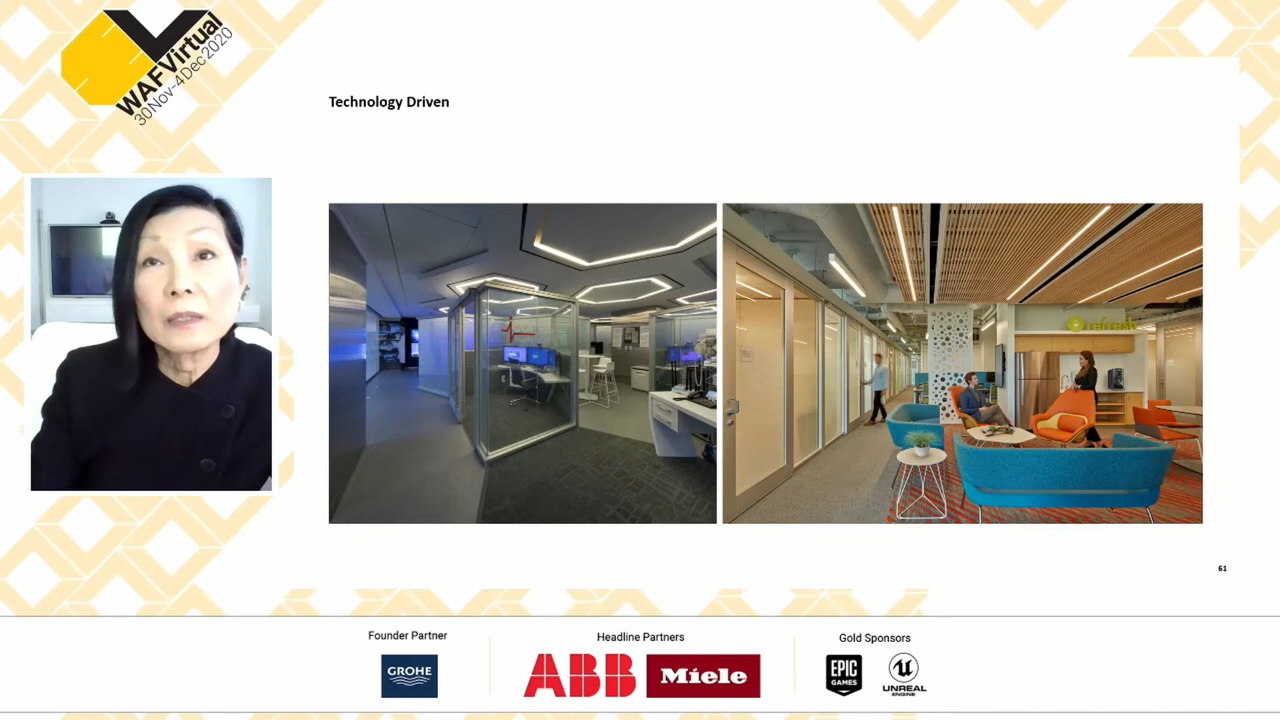 WAFVirtual
30Nov-4Dec2020
Technology Driven
refresh
61
Founder Partner
Headline Partners
Gold Sponsors
GROHE
ABB
Miele
EPIC
GAMES
UNREAL
ENGINE